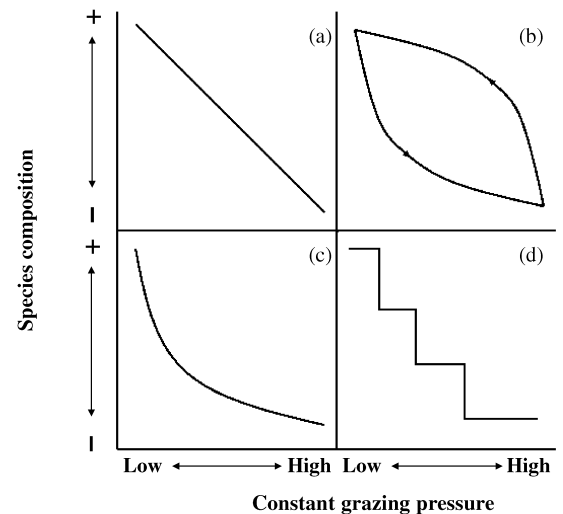 +
(a)
(b)
–
Species composition
+
(c)
(d)
–
Low
High
Low
High
Constant grazing pressure